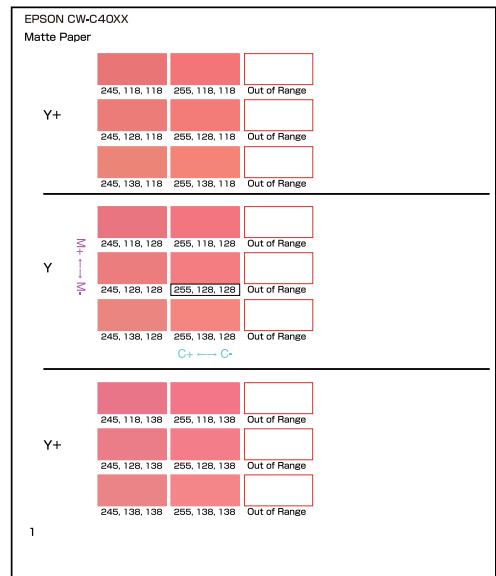 EPSON CW-C40XX
Matte Paper
245, 118, 118 255, 118, 118 Out of Range
Y+
245, 128, 118 255, 128, 118 Out of Range
245, 138, 118 255, 138, 118 Out of Range
245, 118, 128 255, 118, 128 Out of Range
M+ ←→ M-
Y
245, 128, 128 255, 128, 128 Out of Range
245, 138, 128 255, 138, 128 Out of Range
C+ ←→ C-
245, 118, 138 255, 118, 138 Out of Range
Y+
245, 128, 138 255, 128, 138 Out of Range
245, 138, 138 255, 138, 138 Out of Range
1